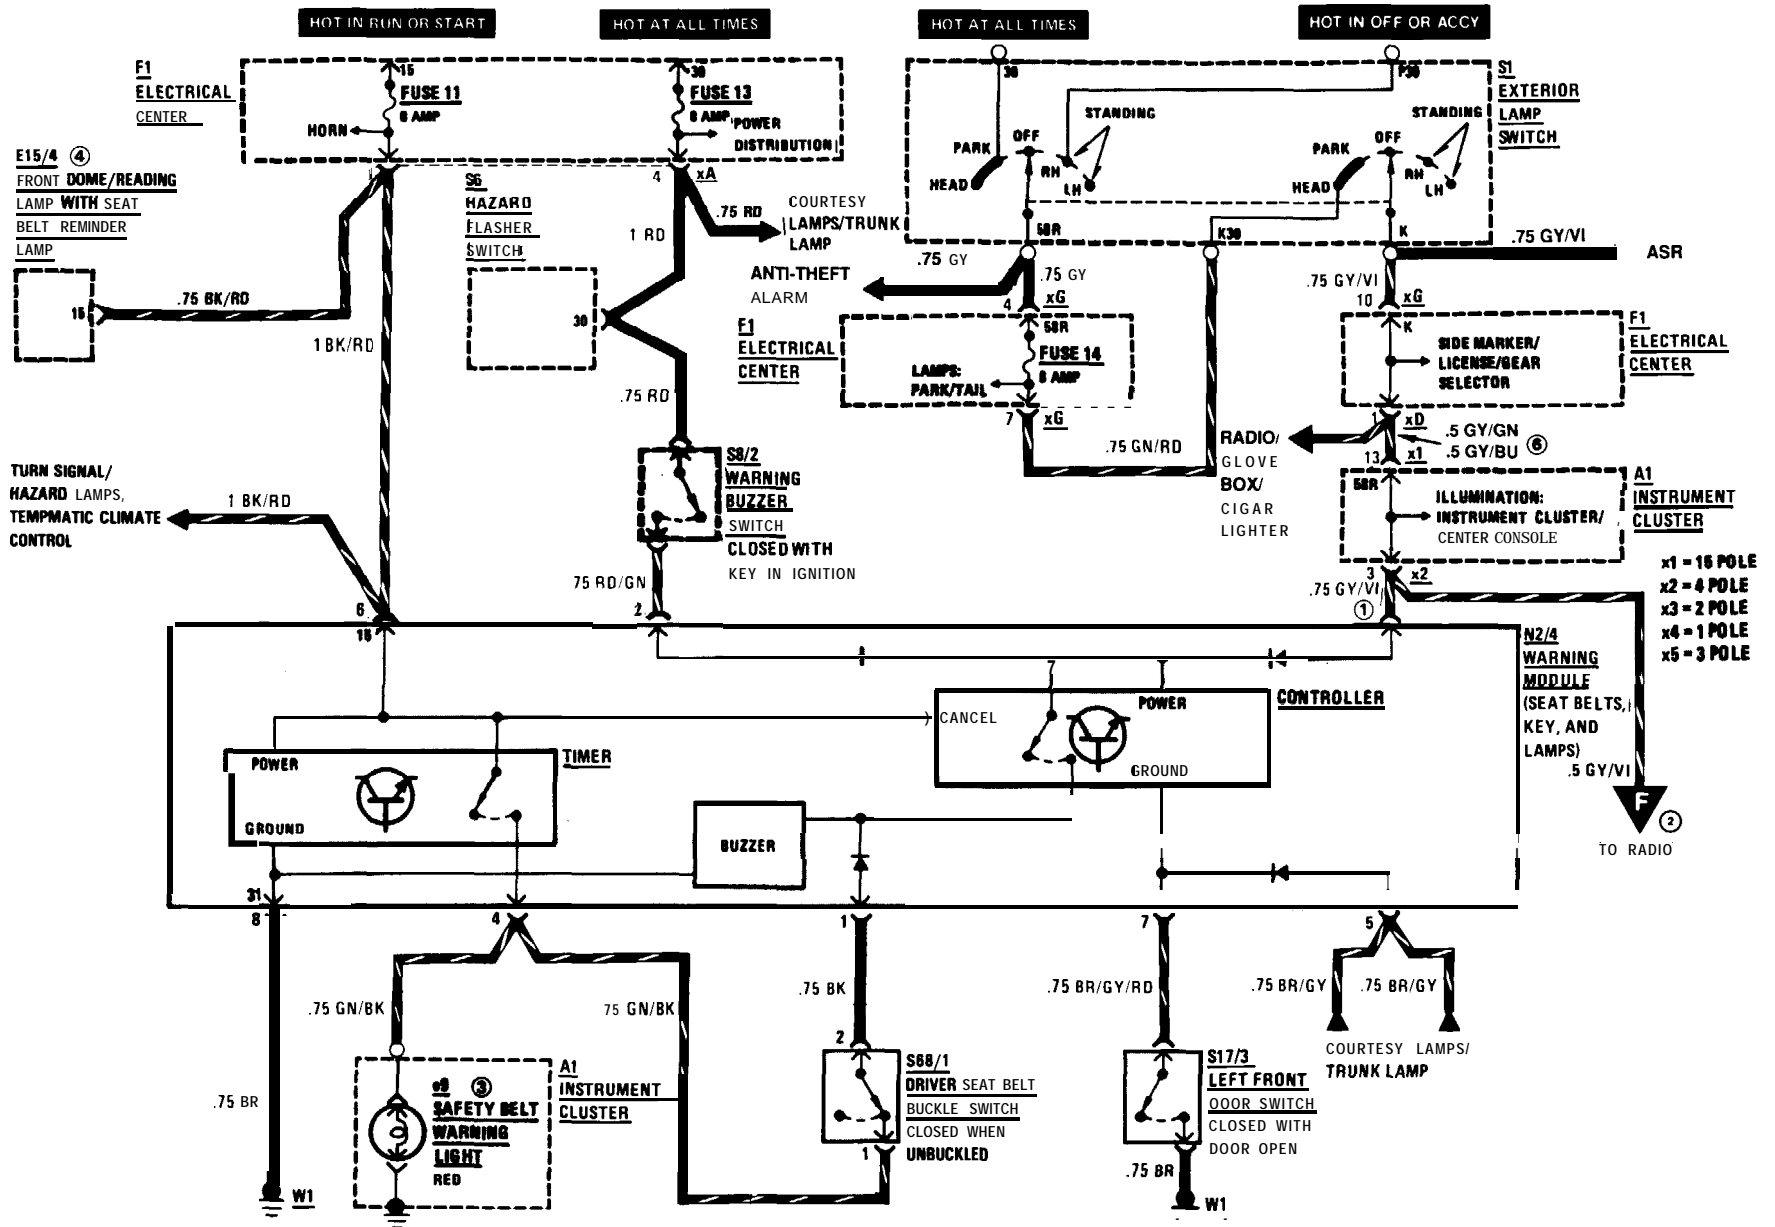 HOT IN RUN OR START
HOT AT ALL TIMES
HOT AT ALL TIMES
HOT IN OFF OR ACCY
F1
ELECTRICAL
CENTER
15
FUSE 11
8 AMP
HORN
30
FUSE 13
8 AMP
POWER
DISTRIBUTION
30
P30
STANDING
STANDING
OFF
OFF
PARK
PARK
HEAD
HEAD
RH
RH
LH
LH
58R
K30
K
S1
EXTERIOR
LAMP
SWITCH
E15/4 4
FRONT DOME/READING
LAMP WITH SEAT
BELT REMINDER
LAMP
15
1
4
xA
S6
HAZARD
FLASHER
SWITCH
30
.75 BK/RD
1 BK/RD
1 RD
.75 RD
COURTESY
LAMPS/TRUNK
LAMP
.75 GY
.75 GY
ANTI-THEFT
ALARM
.75 GY/VI
ASR
.75 GY/VI
4
xG
10
xG
F1
ELECTRICAL
CENTER
58R
FUSE 14
8 AMP
LAMPS:
PARK/TAIL
7
xG
.75 GN/RD
K
SIDE MARKER/
LICENSE/GEAR
SELECTOR
F1
ELECTRICAL
CENTER
1
xD
.5 GY/GN
.5 GY/BU 6
13
x1
RADIO/
GLOVE
BOX/
CIGAR
LIGHTER
58R
ILLUMINATION:
INSTRUMENT CLUSTER/
CENTER CONSOLE
A1
INSTRUMENT
CLUSTER
3
x2
.75 GY/VI
1
x1 = 15 POLE
x2 = 4 POLE
x3 = 2 POLE
x4 = 1 POLE
x5 = 3 POLE
.75 RD
S8/2
WARNING
BUZZER
SWITCH
CLOSED WITH
KEY IN IGNITION
75 RD/GN
2
TURN SIGNAL/
HAZARD LAMPS,
TEMPMATIC CLIMATE
CONTROL
1 BK/RD
6
15
N2/4
WARNING
MODULE
(SEAT BELTS,
KEY, AND
LAMPS)
.5 GY/VI
F
2
TO RADIO
CONTROLLER
POWER
CANCEL
GROUND
TIMER
POWER
GROUND
BUZZER
31
8
4
1
7
5
.75 GN/BK
75 GN/BK
.75 BK
.75 BR/GY/RD
.75 BR/GY
.75 BR/GY
COURTESY LAMPS/
TRUNK LAMP
.75 BR
W1
e9 3
SAFETY BELT
WARNING
LIGHT
RED
A1
INSTRUMENT
CLUSTER
2
S68/1
DRIVER SEAT BELT
BUCKLE SWITCH
CLOSED WHEN
UNBUCKLED
1
S17/3
LEFT FRONT
OOOR SWITCH
CLOSED WITH
DOOR OPEN
.75 BR
W1